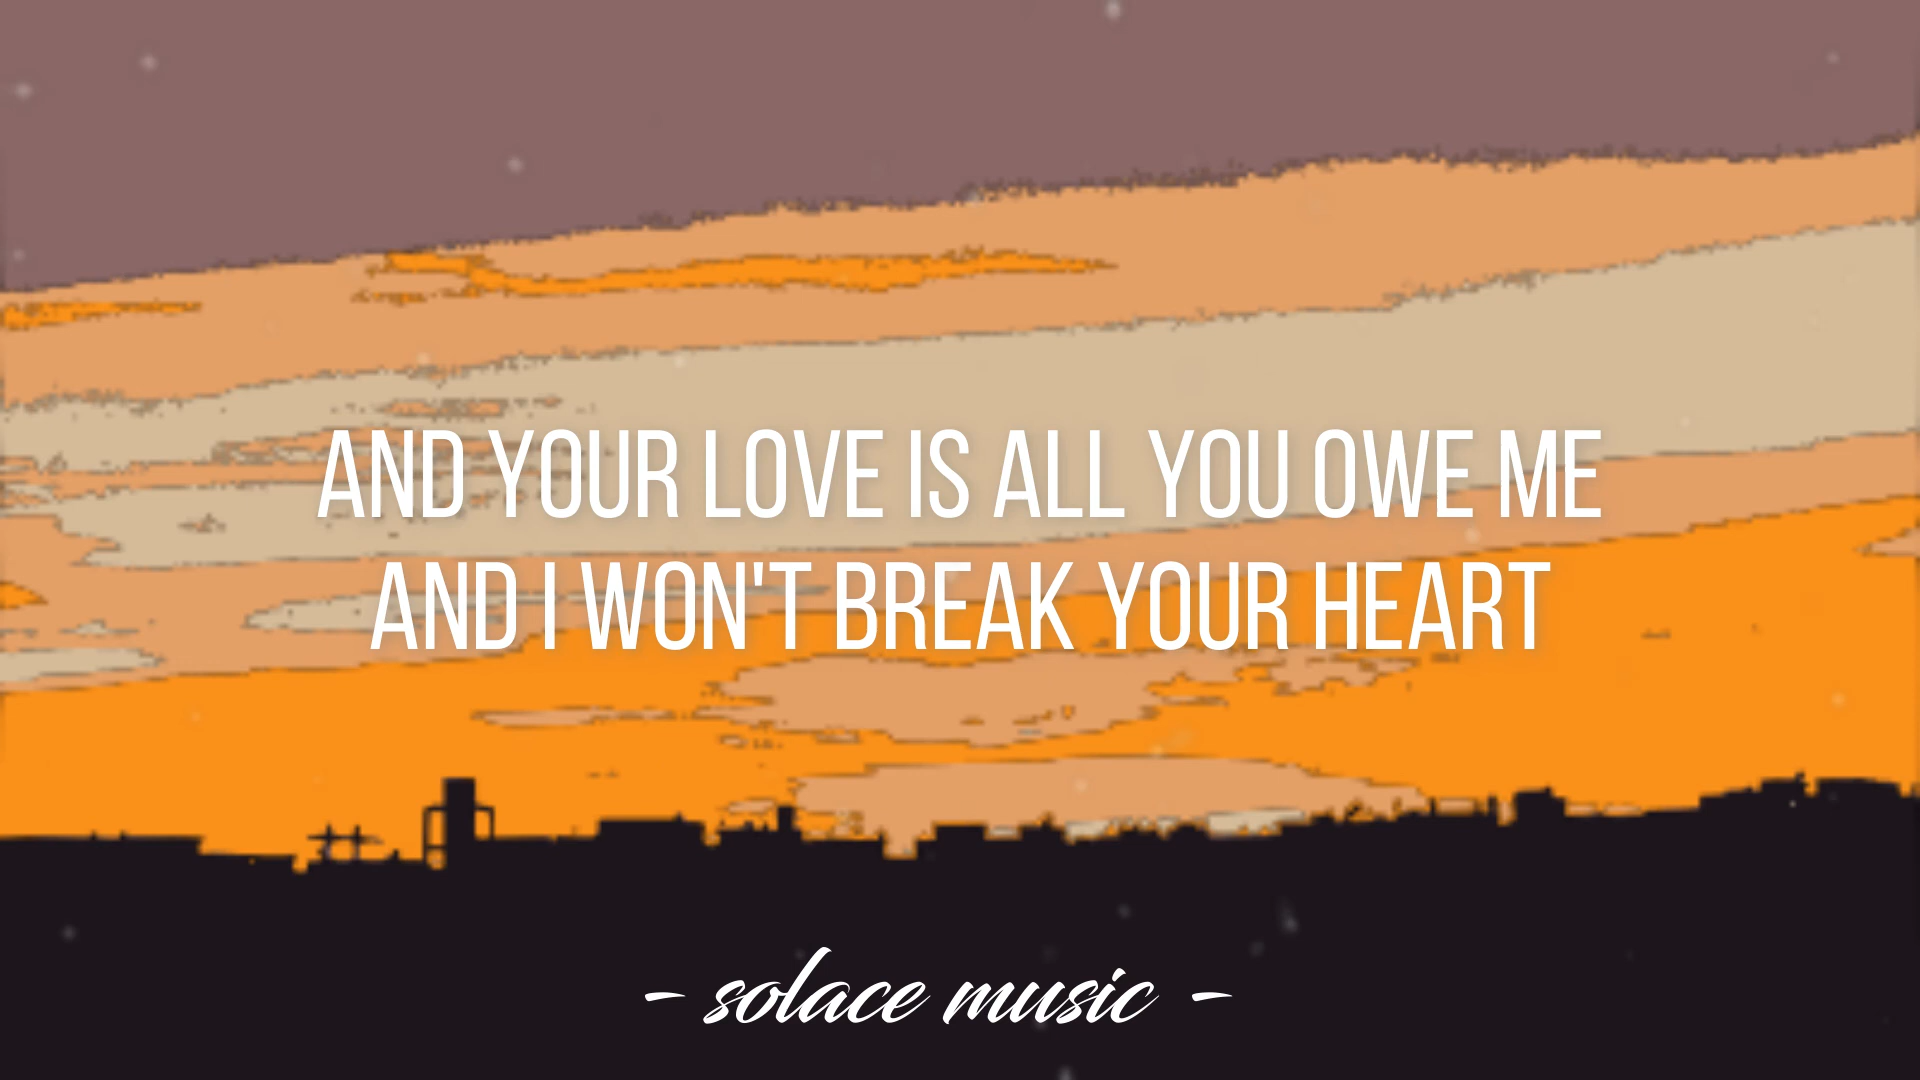 AND YOUR LOVE IS ALL YOU OWE ME
AND I WON'T BREAK YOUR HEART
- solace music -